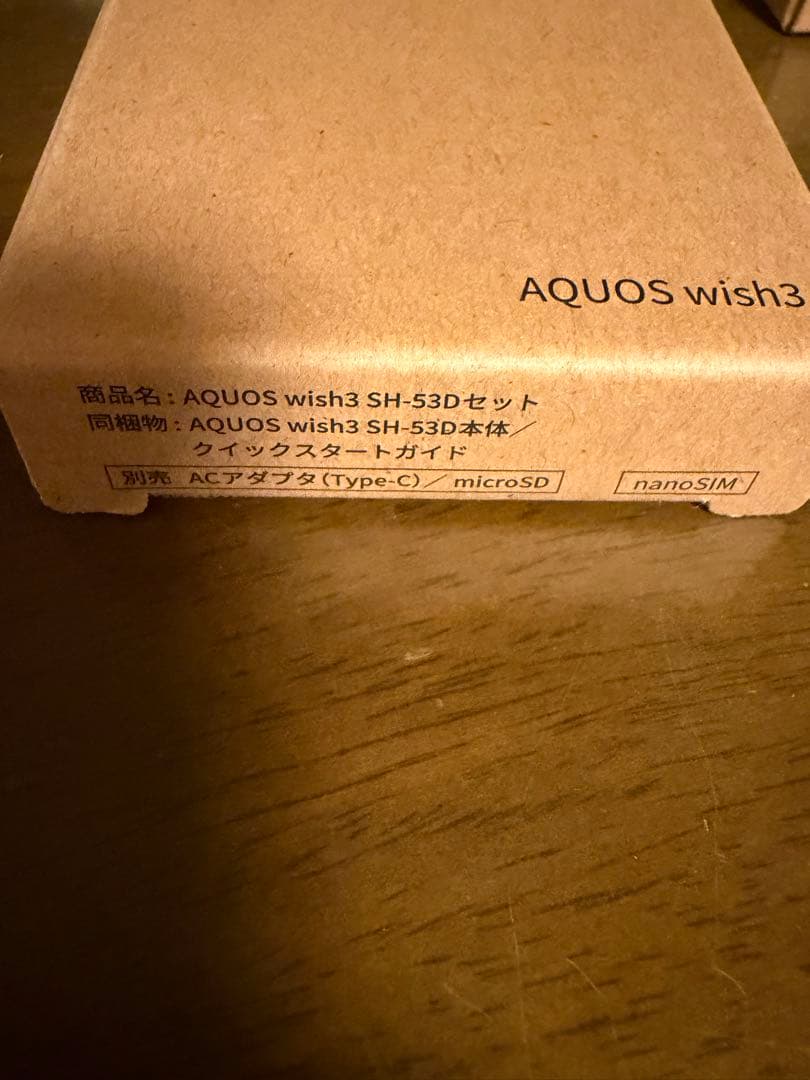 AQUOS wish3
商品名 : AQUOS wish3 SH-53Dセット
同梱物 : AQUOS wish3 SH-53D本体／
クイックスタートガイド
別売 ACアダプタ(Type-C)／microSD nanoSIM